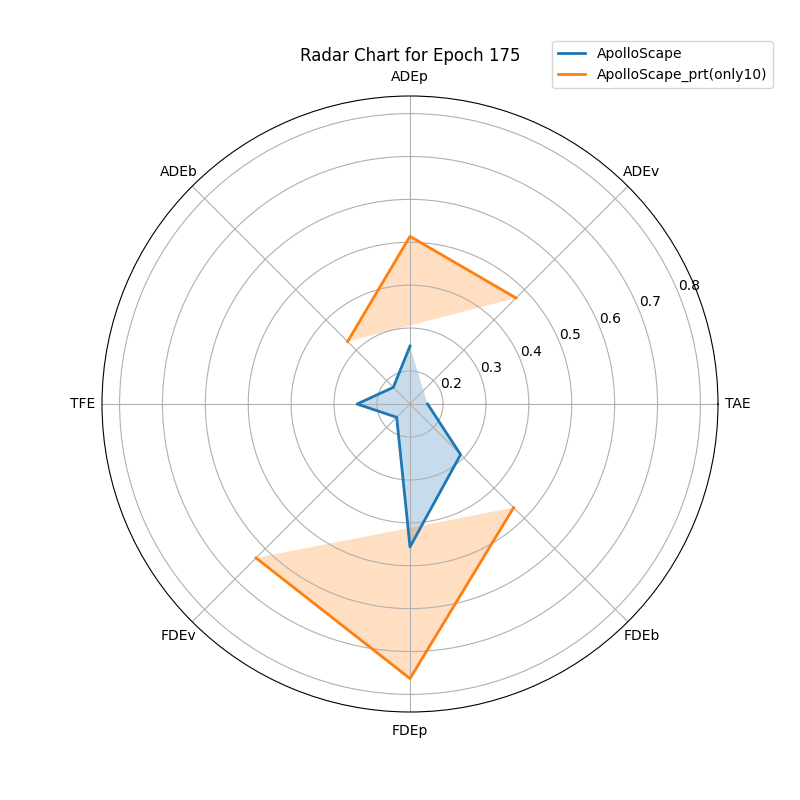 Radar Chart for Epoch 175
ApolloScape
ApolloScape_prt(only10)
ADEp
ADEb
ADEv
0.8
0.7
0.6
0.5
0.4
0.3
0.2
TFE
TAE
FDEv
FDEb
FDEp